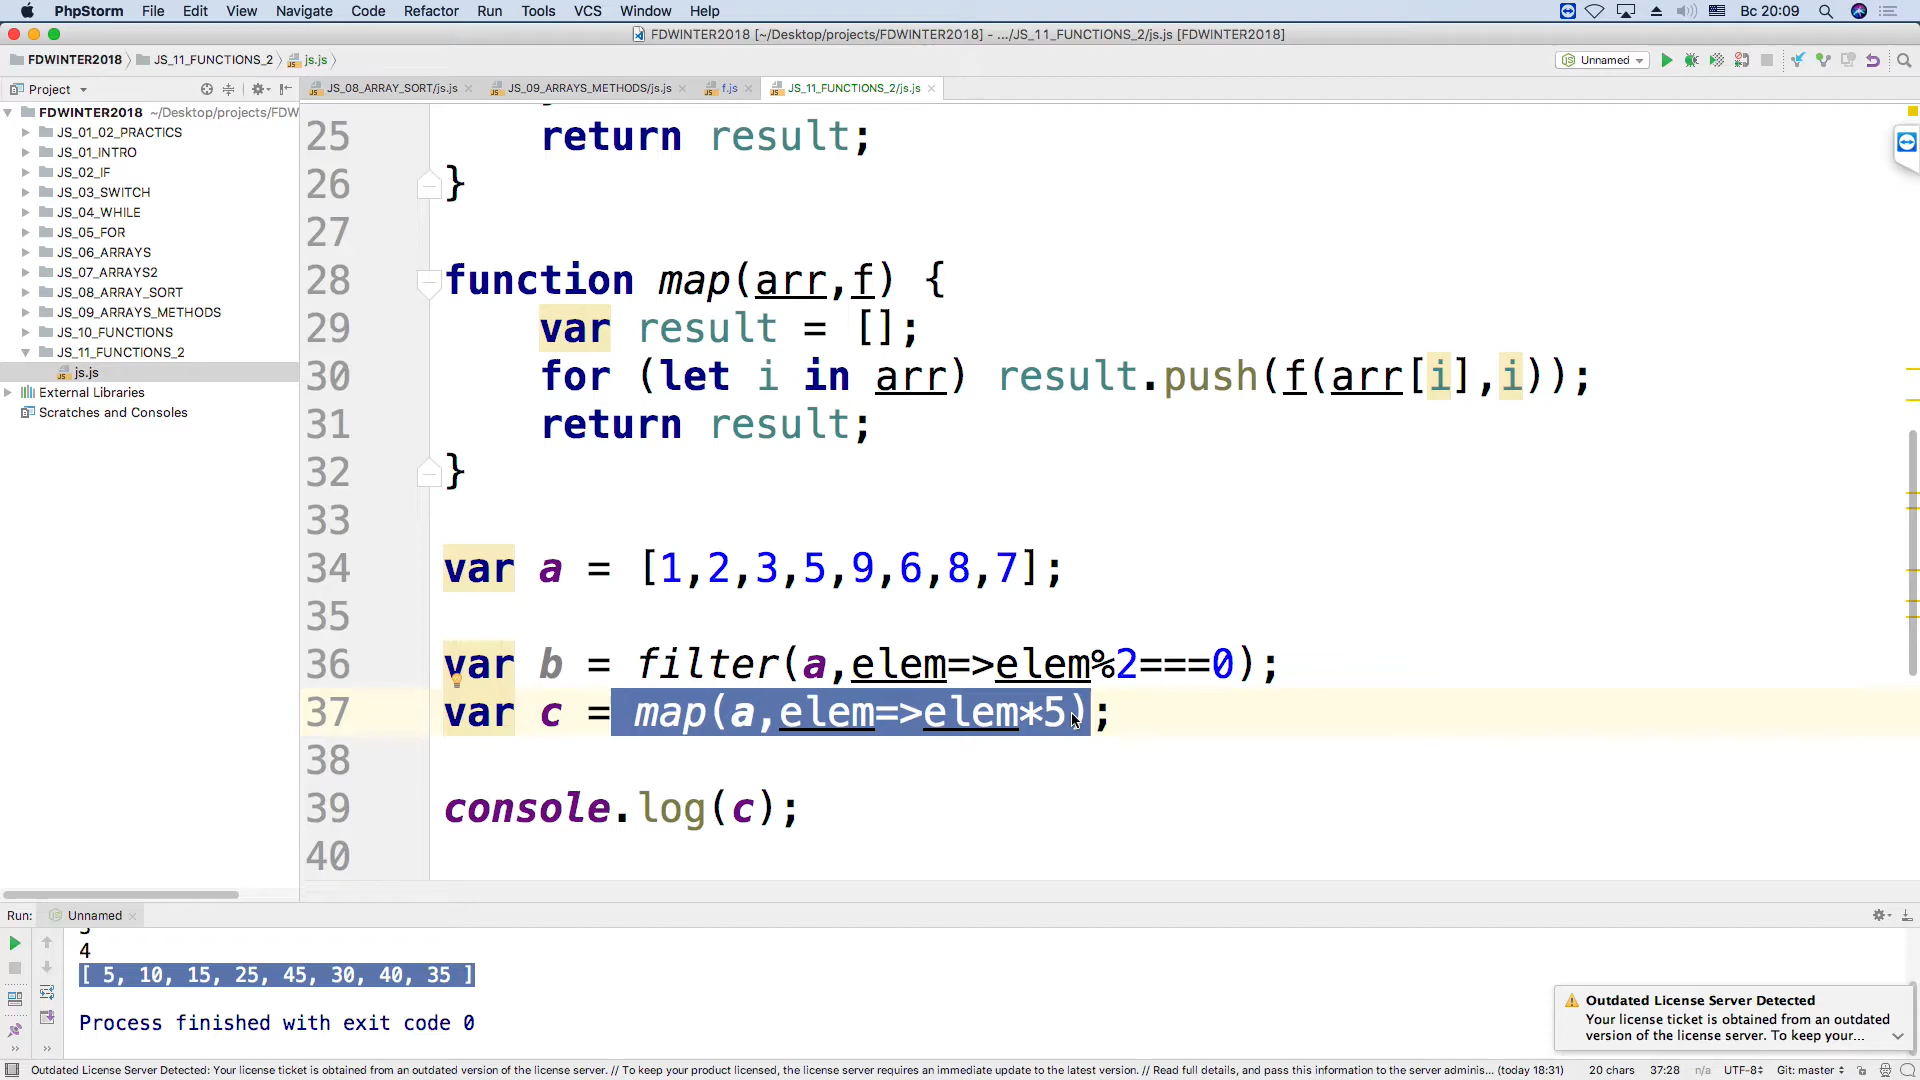 PhpStorm File Edit View Navigate Code Refactor Run Tools VCS Window Help Вс 20:09
FDWINTER2018 [~/Desktop/projects/FDWINTER2018] - .../JS_11_FUNCTIONS_2/js.js [FDWINTER2018]
FDWINTER2018 JS_11_FUNCTIONS_2 js.js Unnamed
Project JS_08_ARRAY_SORT/js.js JS_09_ARRAYS_METHODS/js.js f.js JS_11_FUNCTIONS_2/js.js
FDWINTER2018 ~/Desktop/projects/FDW
JS_01_02_PRACTICS
JS_01_INTRO
JS_02_IF
JS_03_SWITCH
JS_04_WHILE
JS_05_FOR
JS_06_ARRAYS
JS_07_ARRAYS2
JS_08_ARRAY_SORT
JS_09_ARRAYS_METHODS
JS_10_FUNCTIONS
JS_11_FUNCTIONS_2
js.js
External Libraries
Scratches and Consoles
25 return result;
26 }
27
28 function map(arr,f) {
29 var result = [];
30 for (let i in arr) result.push(f(arr[i],i));
31 return result;
32 }
33
34 var a = [1,2,3,5,9,6,8,7];
35
36 var b = filter(a,elem=>elem%2===0);
37 var c = map(a,elem=>elem*5);
38
39 console.log(c);
40
Run: Unnamed
4
[ 5, 10, 15, 25, 45, 30, 40, 35 ]
Process finished with exit code 0
Outdated License Server Detected
Your license ticket is obtained from an outdated
version of the license server. To keep your...
Outdated License Server Detected: Your license ticket is obtained from an outdated version of the license server. // To keep your product licensed, the license server requires an immediate update to the latest version. // Read full details, and pass this information to the server adminis... (today 18:31) 20 chars 37:28 n/a UTF-8 Git: master